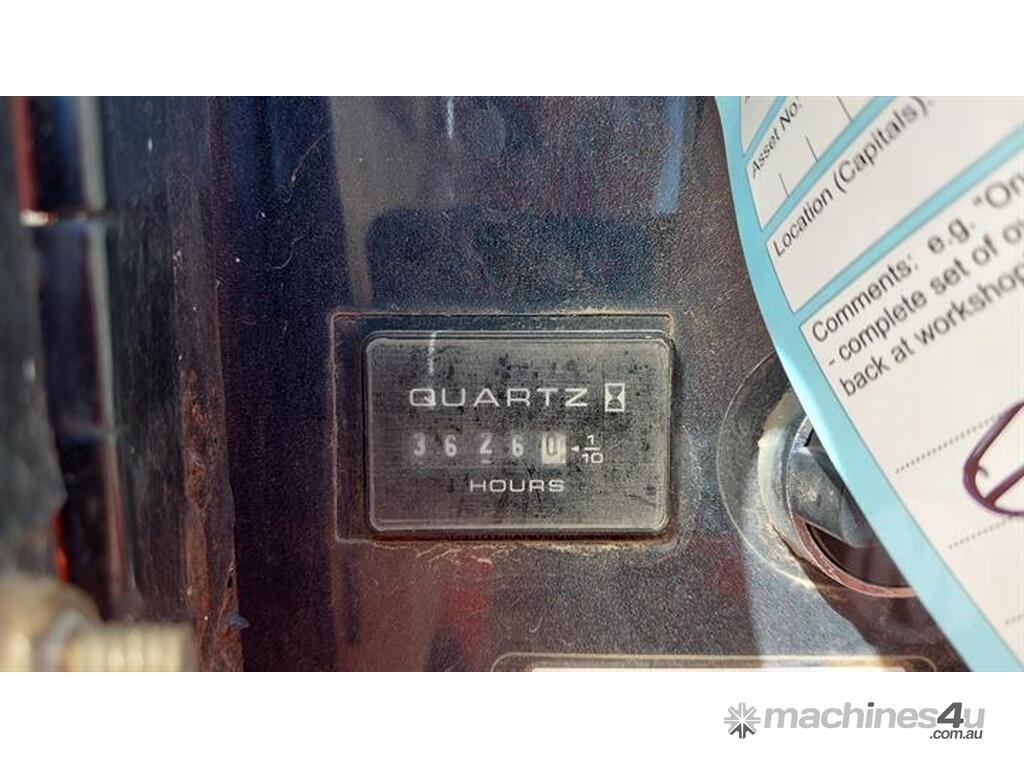 QUARTZ
36260 1/10
HOURS
Asset No:
Location (Capitals).
Comments: e.g. "On
- complete set of
back at workshop
machines4u
.com.au